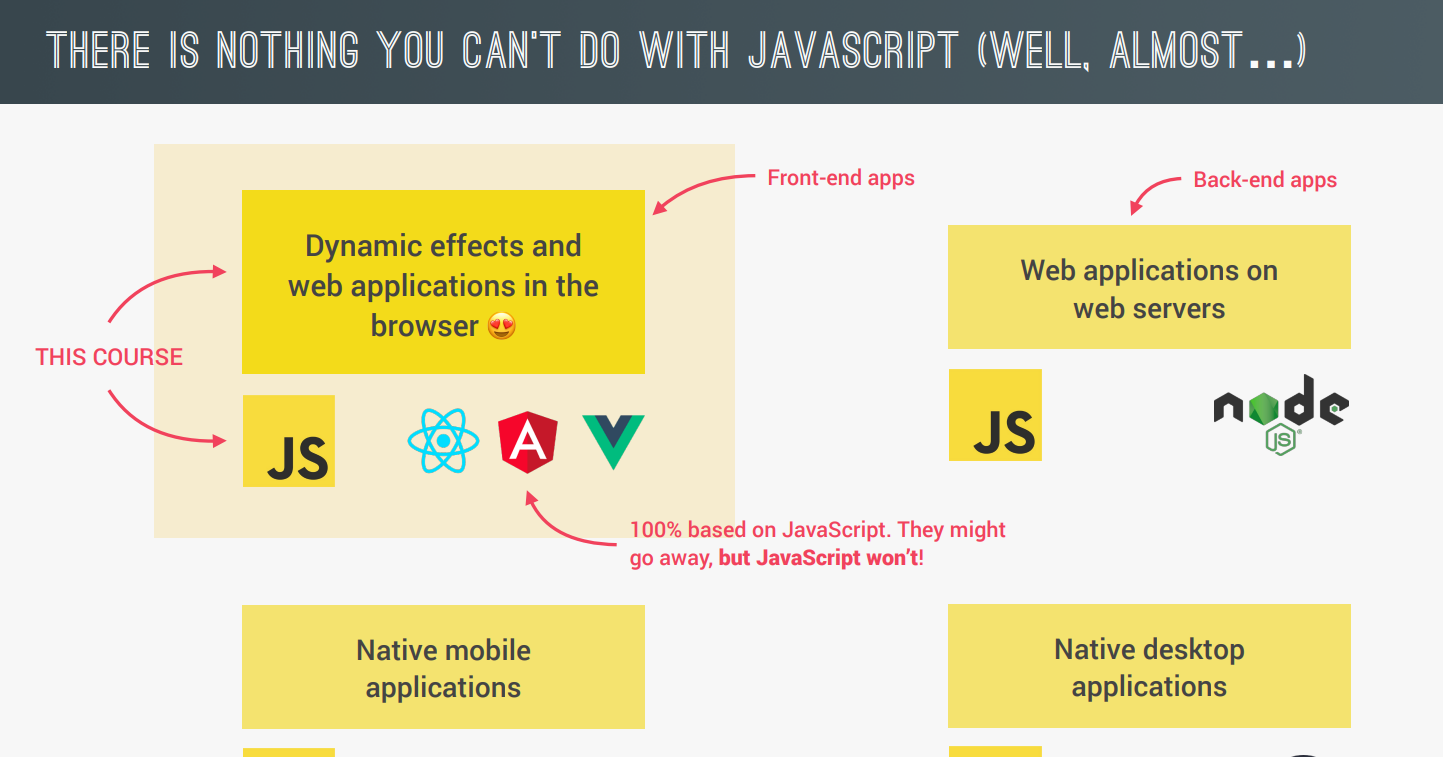 THERE IS NOTHING YOU CAN'T DO WITH JAVASCRIPT (WELL, ALMOST...)
Front-end apps
Back-end apps
Dynamic effects and
web applications in the
browser 😍
Web applications on
web servers
THIS COURSE
JS
A
JS
node
JS
100% based on JavaScript. They might
go away, but JavaScript won't!
Native mobile
applications
Native desktop
applications